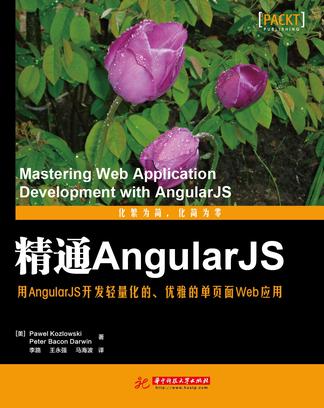 [PACKT]
PUBLISHING
Mastering Web Application
Development with AngularJS
化繁为简，化简为零
精通AngularJS
用AngularJS开发轻量化的、优雅的单页面Web应用
[美] Pawel Kozlowski
Peter Bacon Darwin 著
李路 王永强 马海波 译
华中科技大学出版社